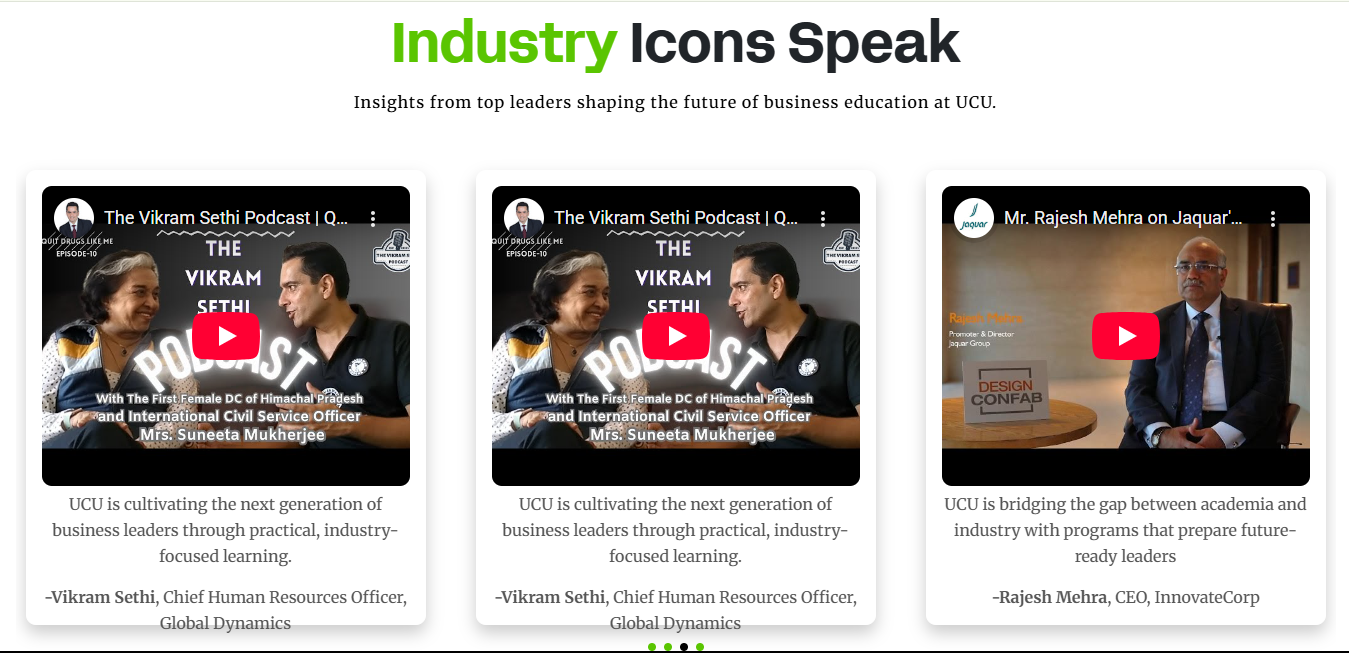 Industry Icons Speak
Insights from top leaders shaping the future of business education at UCU.
The Vikram Sethi Podcast | Q...
QUIT DRUGS LIKE ME
EPISODE-10
THE
VIKRAM
SETHI
PODCAST
With The First Female DC of Himachal Pradesh
and International Civil Service Officer
Mrs. Suneeta Mukherjee
UCU is cultivating the next generation of
business leaders through practical, industry-
focused learning.
-Vikram Sethi, Chief Human Resources Officer,
Global Dynamics
The Vikram Sethi Podcast | Q...
QUIT DRUGS LIKE ME
EPISODE-10
THE
VIKRAM
SETHI
PODCAST
With The First Female DC of Himachal Pradesh
and International Civil Service Officer
Mrs. Suneeta Mukherjee
UCU is cultivating the next generation of
business leaders through practical, industry-
focused learning.
-Vikram Sethi, Chief Human Resources Officer,
Global Dynamics
jaquar
Mr. Rajesh Mehra on Jaquar'...
Rajesh Mehra
Promoter & Director
Jaquar Group
DESIGN
CONFAB
UCU is bridging the gap between academia and
industry with programs that prepare future-
ready leaders
-Rajesh Mehra, CEO, InnovateCorp